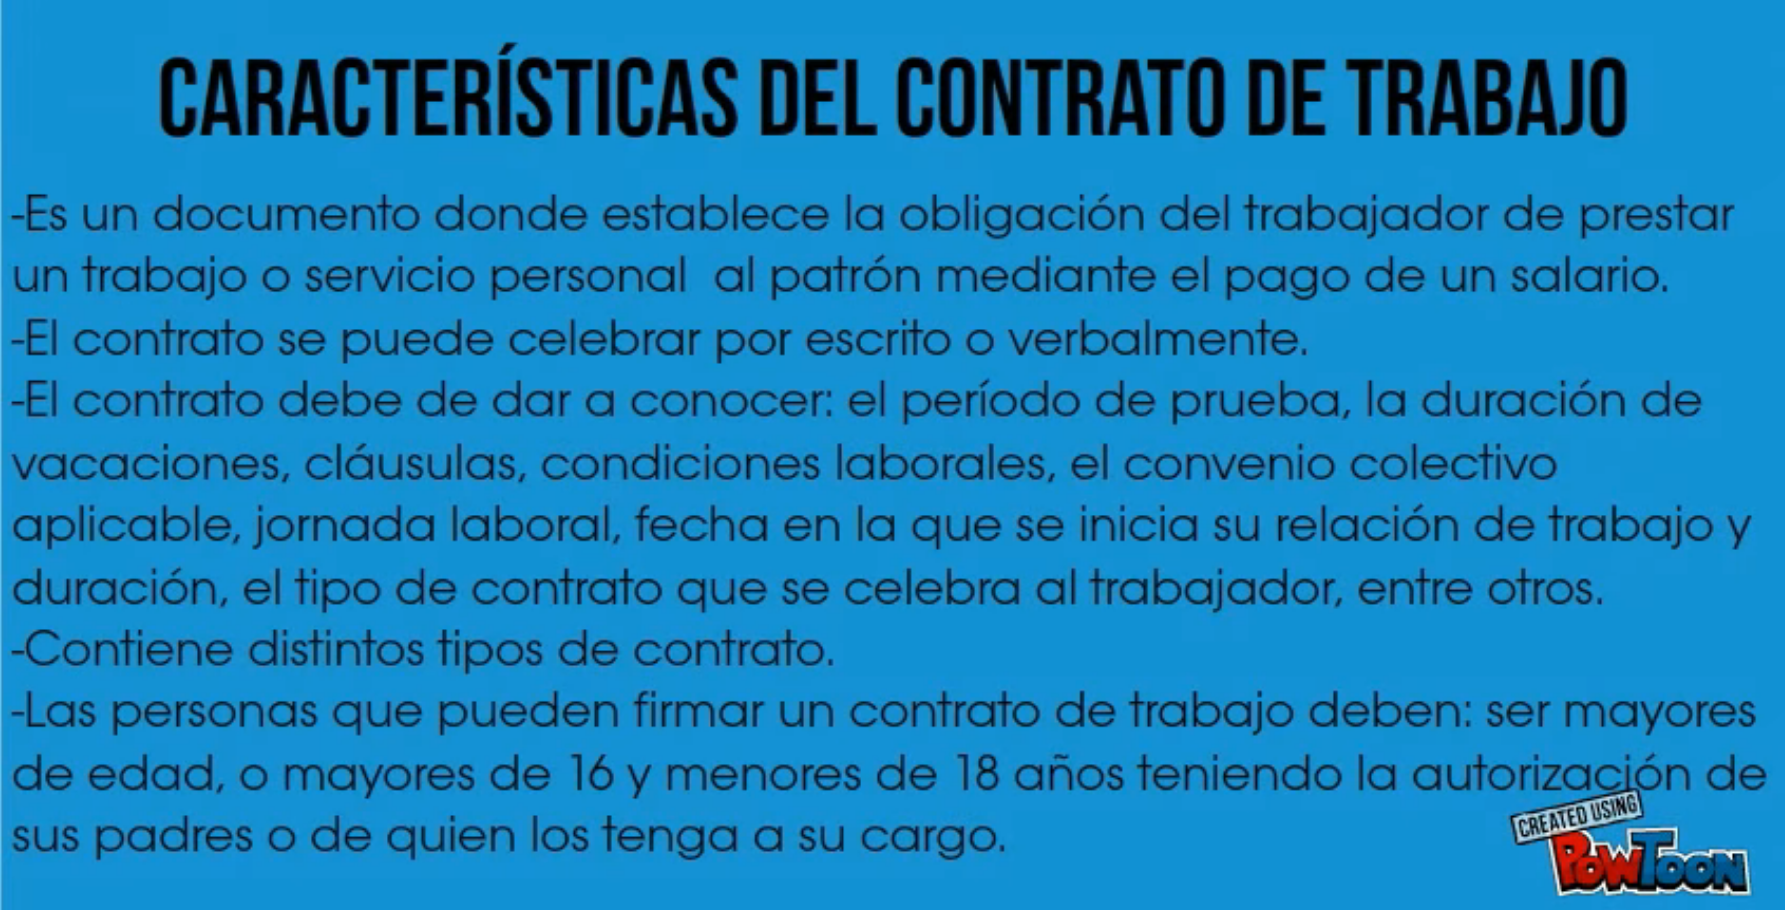 CARACTERÍSTICAS DEL CONTRATO DE TRABAJO
-Es un documento donde establece la obligación del trabajador de prestar
un trabajo o servicio personal  al patrón mediante el pago de un salario.
-El contrato se puede celebrar por escrito o verbalmente.
-El contrato debe de dar a conocer: el período de prueba, la duración de
vacaciones, cláusulas, condiciones laborales, el convenio colectivo
aplicable, jornada laboral, fecha en la que se inicia su relación de trabajo y
duración, el tipo de contrato que se celebra al trabajador, entre otros.
-Contiene distintos tipos de contrato.
-Las personas que pueden firmar un contrato de trabajo deben: ser mayores
de edad, o mayores de 16 y menores de 18 años teniendo la autorización de
sus padres o de quien los tenga a su cargo.
CREATED USING
POWTOON